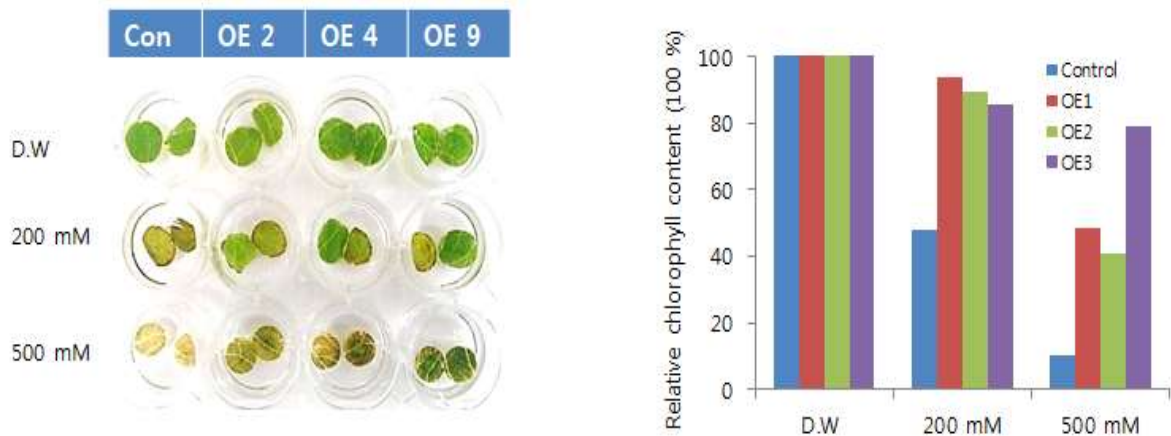 Con OE 2 OE 4 OE 9
D.W
200 mM
500 mM
Relative chlorophyll content (100 %)
100
80
60
40
20
0
D.W 200 mM 500 mM
Control
OE1
OE2
OE3